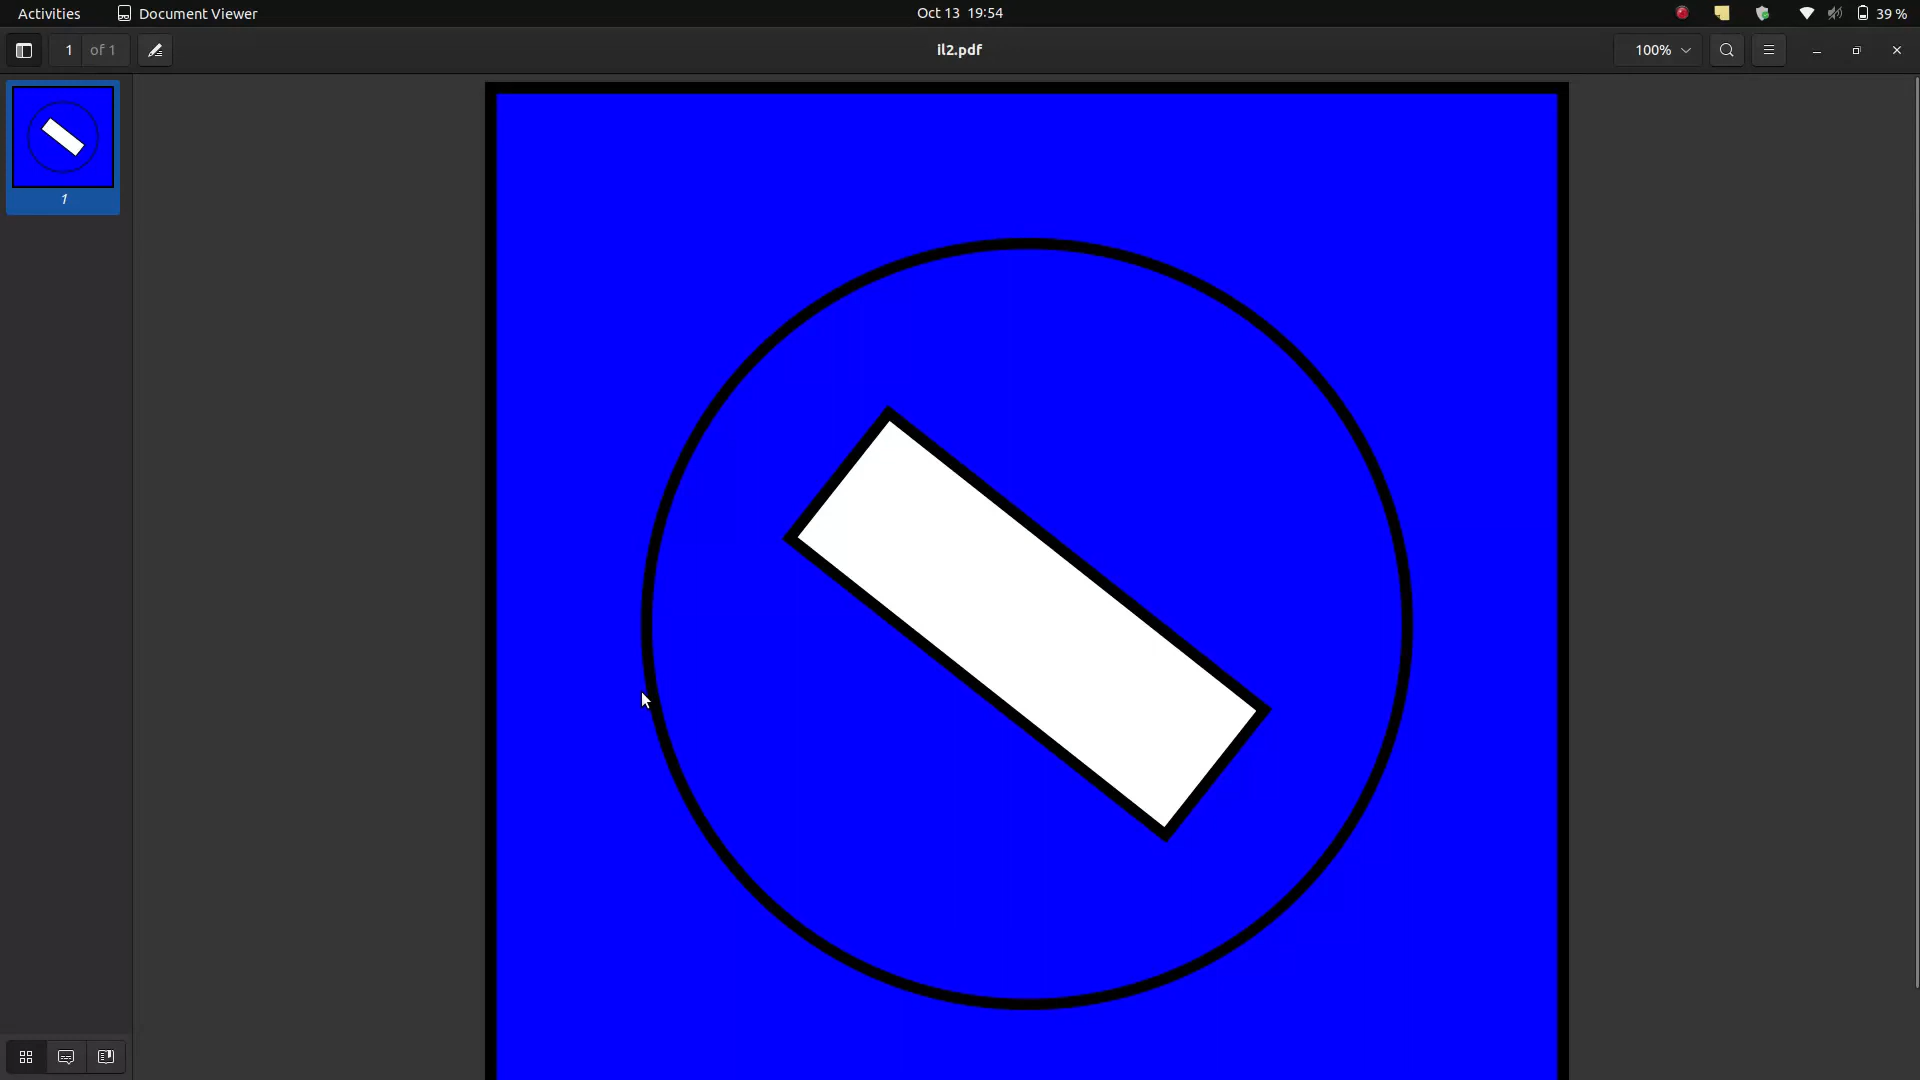 Activities Document Viewer Oct 13 19:54 39 %
1 of 1 il2.pdf 100%
1